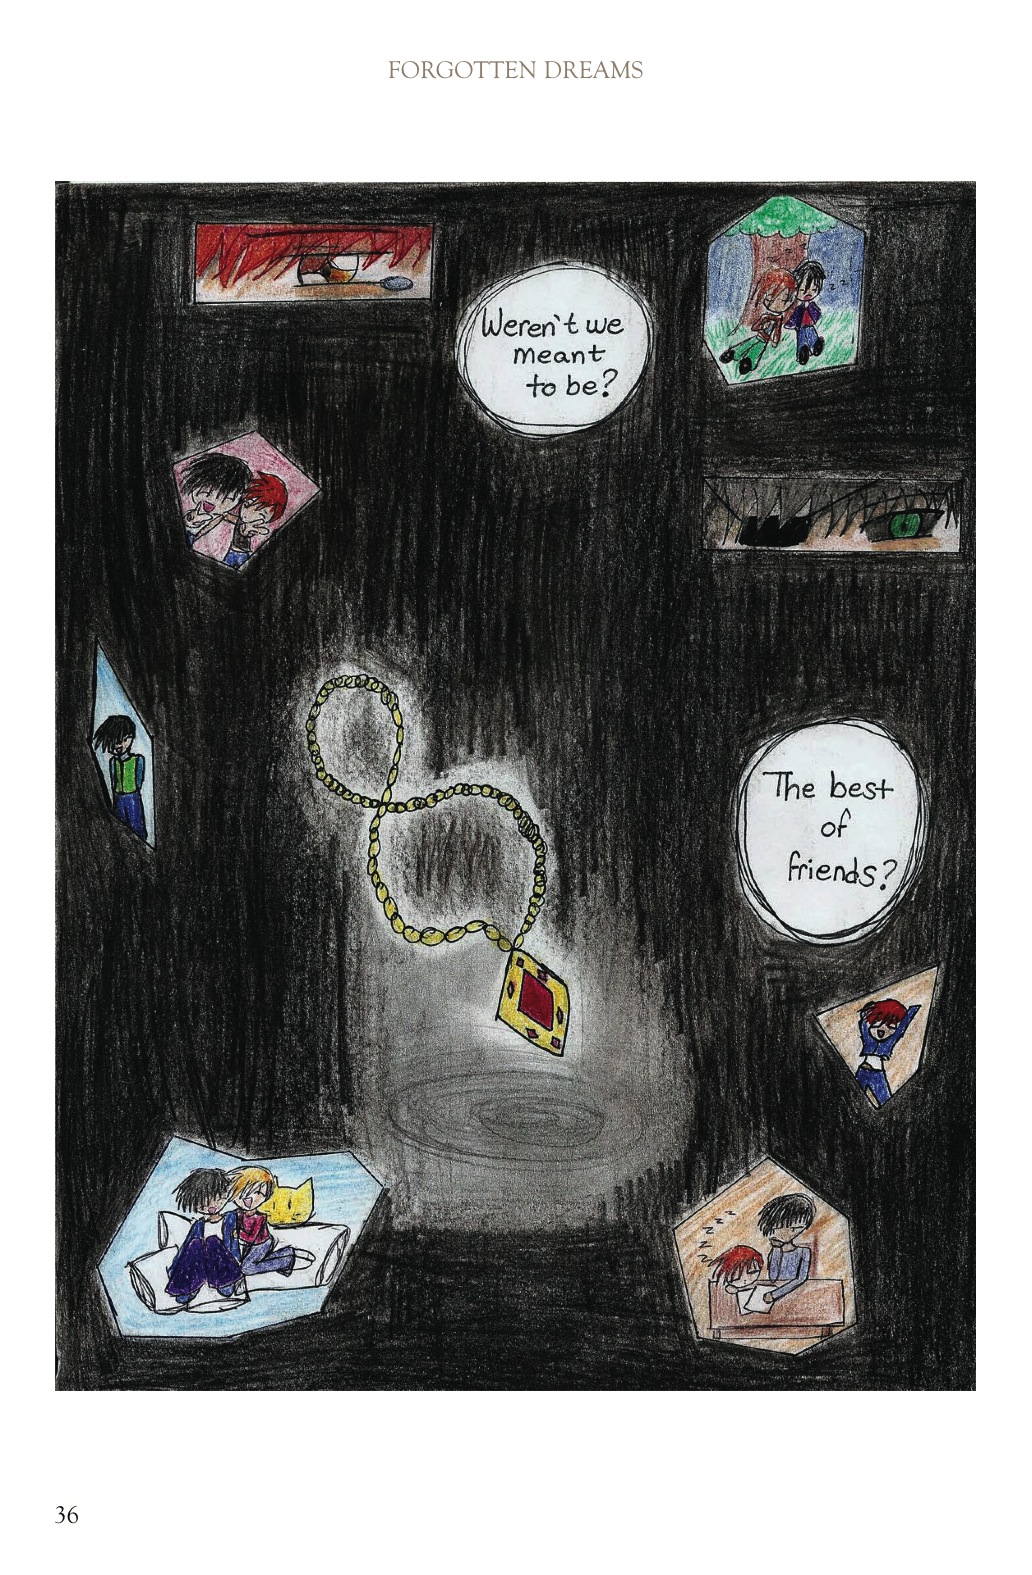 FORGOTTEN DREAMS
Weren't we
meant
to be?
The best
of
friends?
z z z
z z z
z z z
36